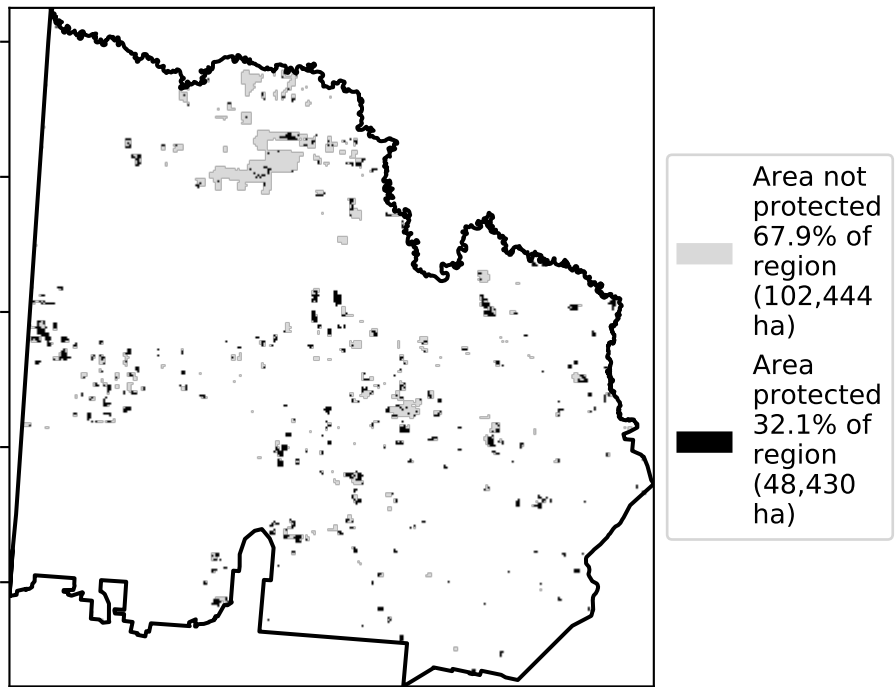 Area not
protected
67.9% of
region
(102,444
ha)
Area
protected
32.1% of
region
(48,430
ha)